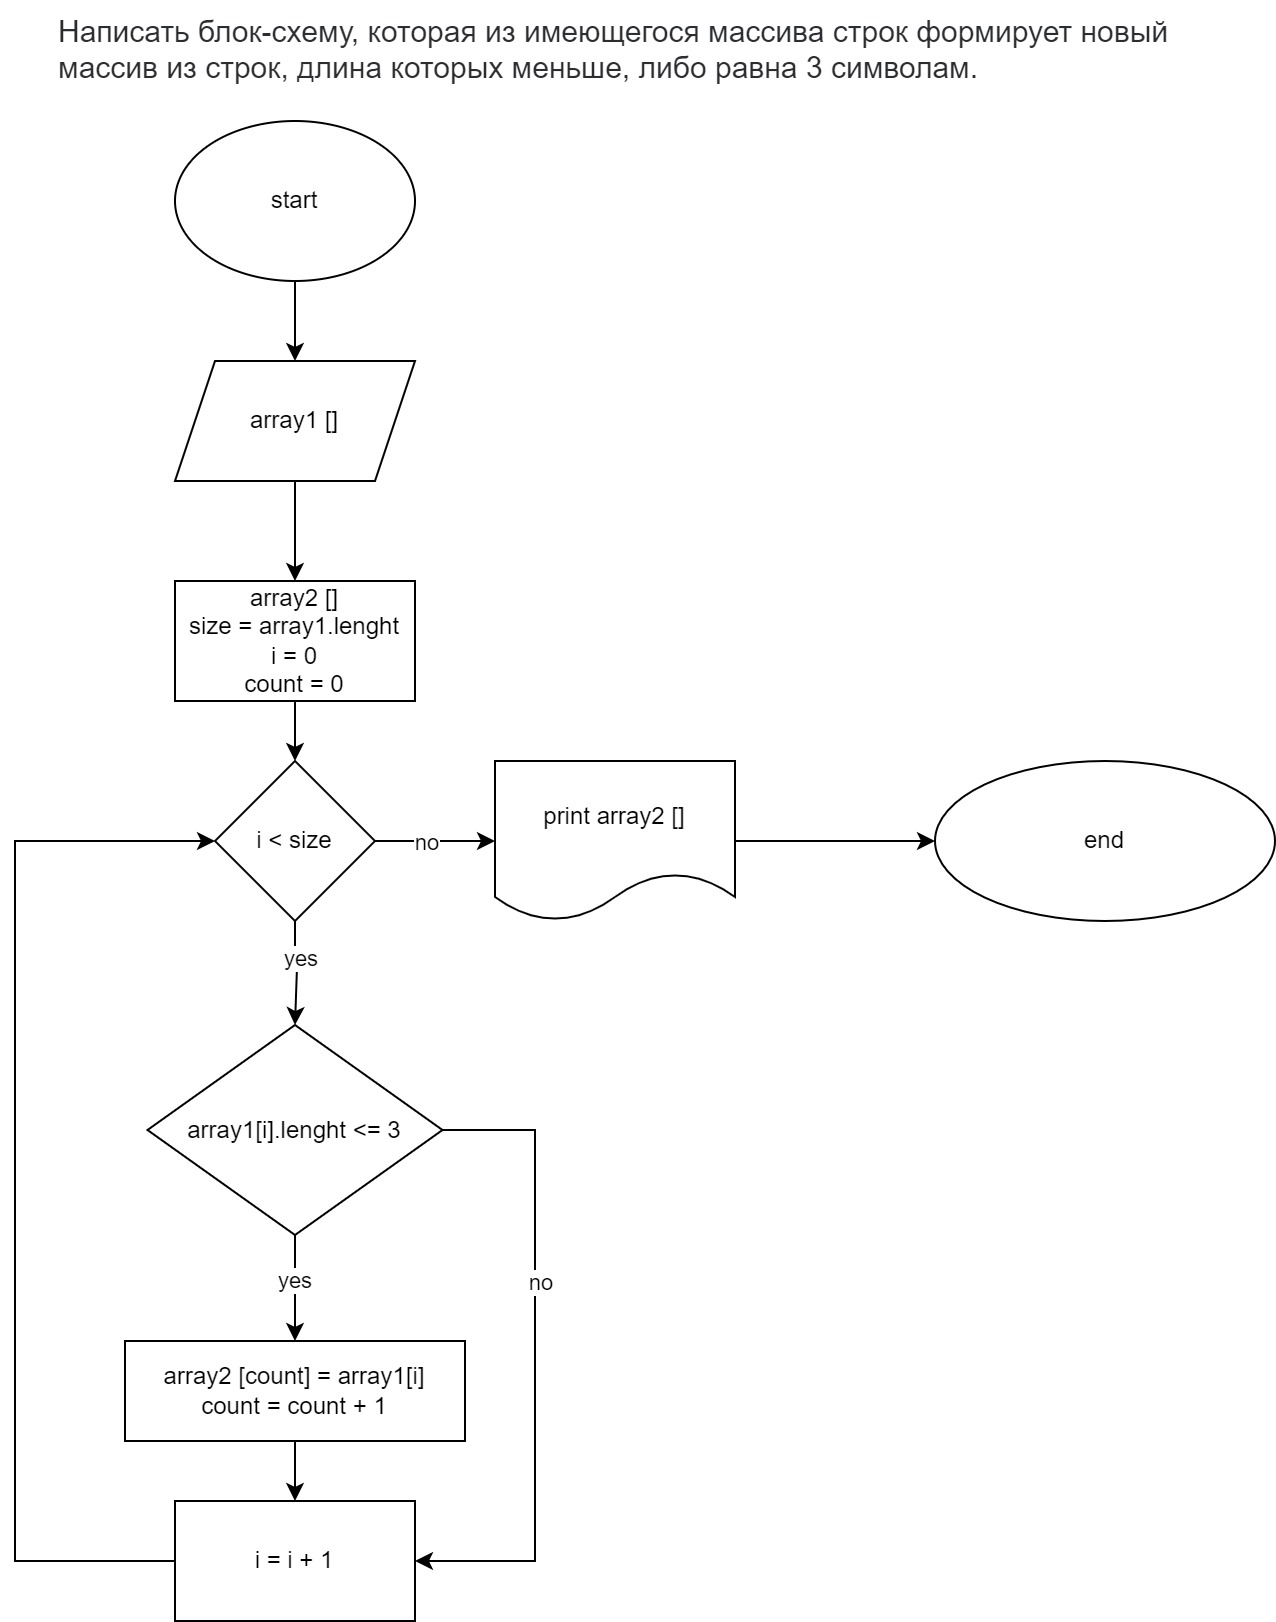 Написать блок-схему, которая из имеющегося массива строк формирует новый
массив из строк, длина которых меньше, либо равна 3 символам.
start
array1 []
array2 []
size = array1.lenght
i = 0
count = 0
i < size
no
print array2 []
end
yes
array1[i].lenght <= 3
yes
no
array2 [count] = array1[i]
count = count + 1
i = i + 1